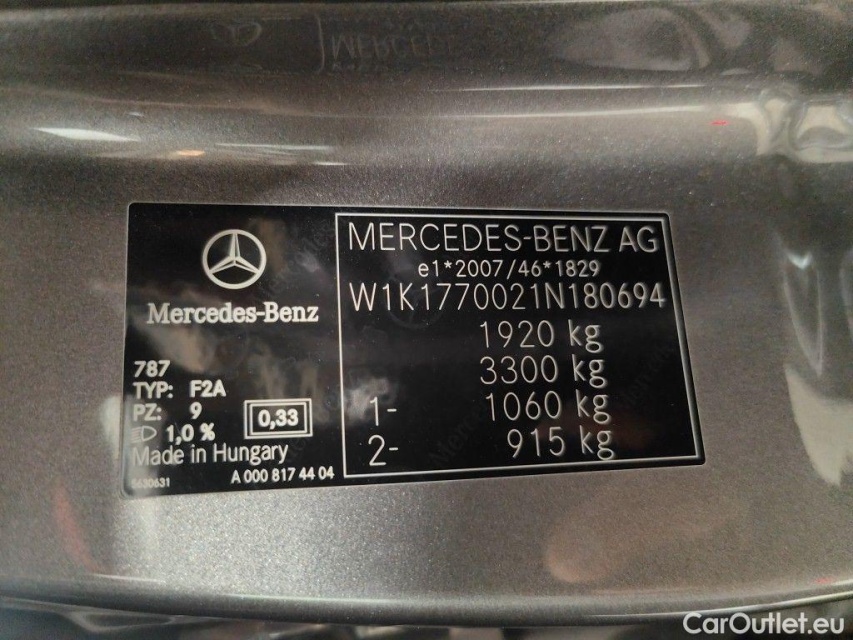 Mercedes-Benz
787
TYP: F2A
PZ: 9
0,33
1,0 %
Made in Hungary
A 000 817 44 04
MERCEDES-BENZ AG
e1*2007/46*1829
W1K1770021N180694
1920 kg
3300 kg
1- 1060 kg
2- 915 kg
CarOutlet.eu